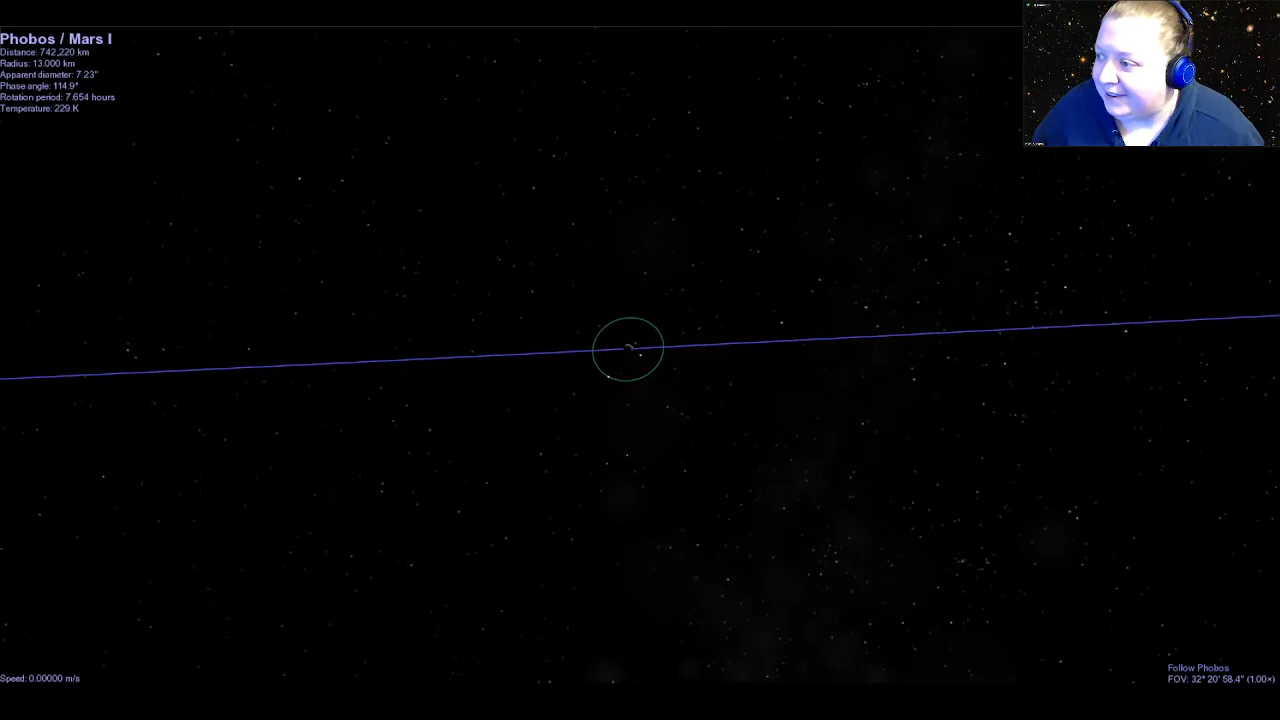 Phobos / Mars I
Distance: 742,220 km
Radius: 13.000 km
Apparent diameter: 7.23"
Phase angle: 114.9°
Rotation period: 7.654 hours
Temperature: 229 K
Speed: 0.00000 m/s
Follow Phobos
FOV: 32° 20' 58.4" (1.00×)